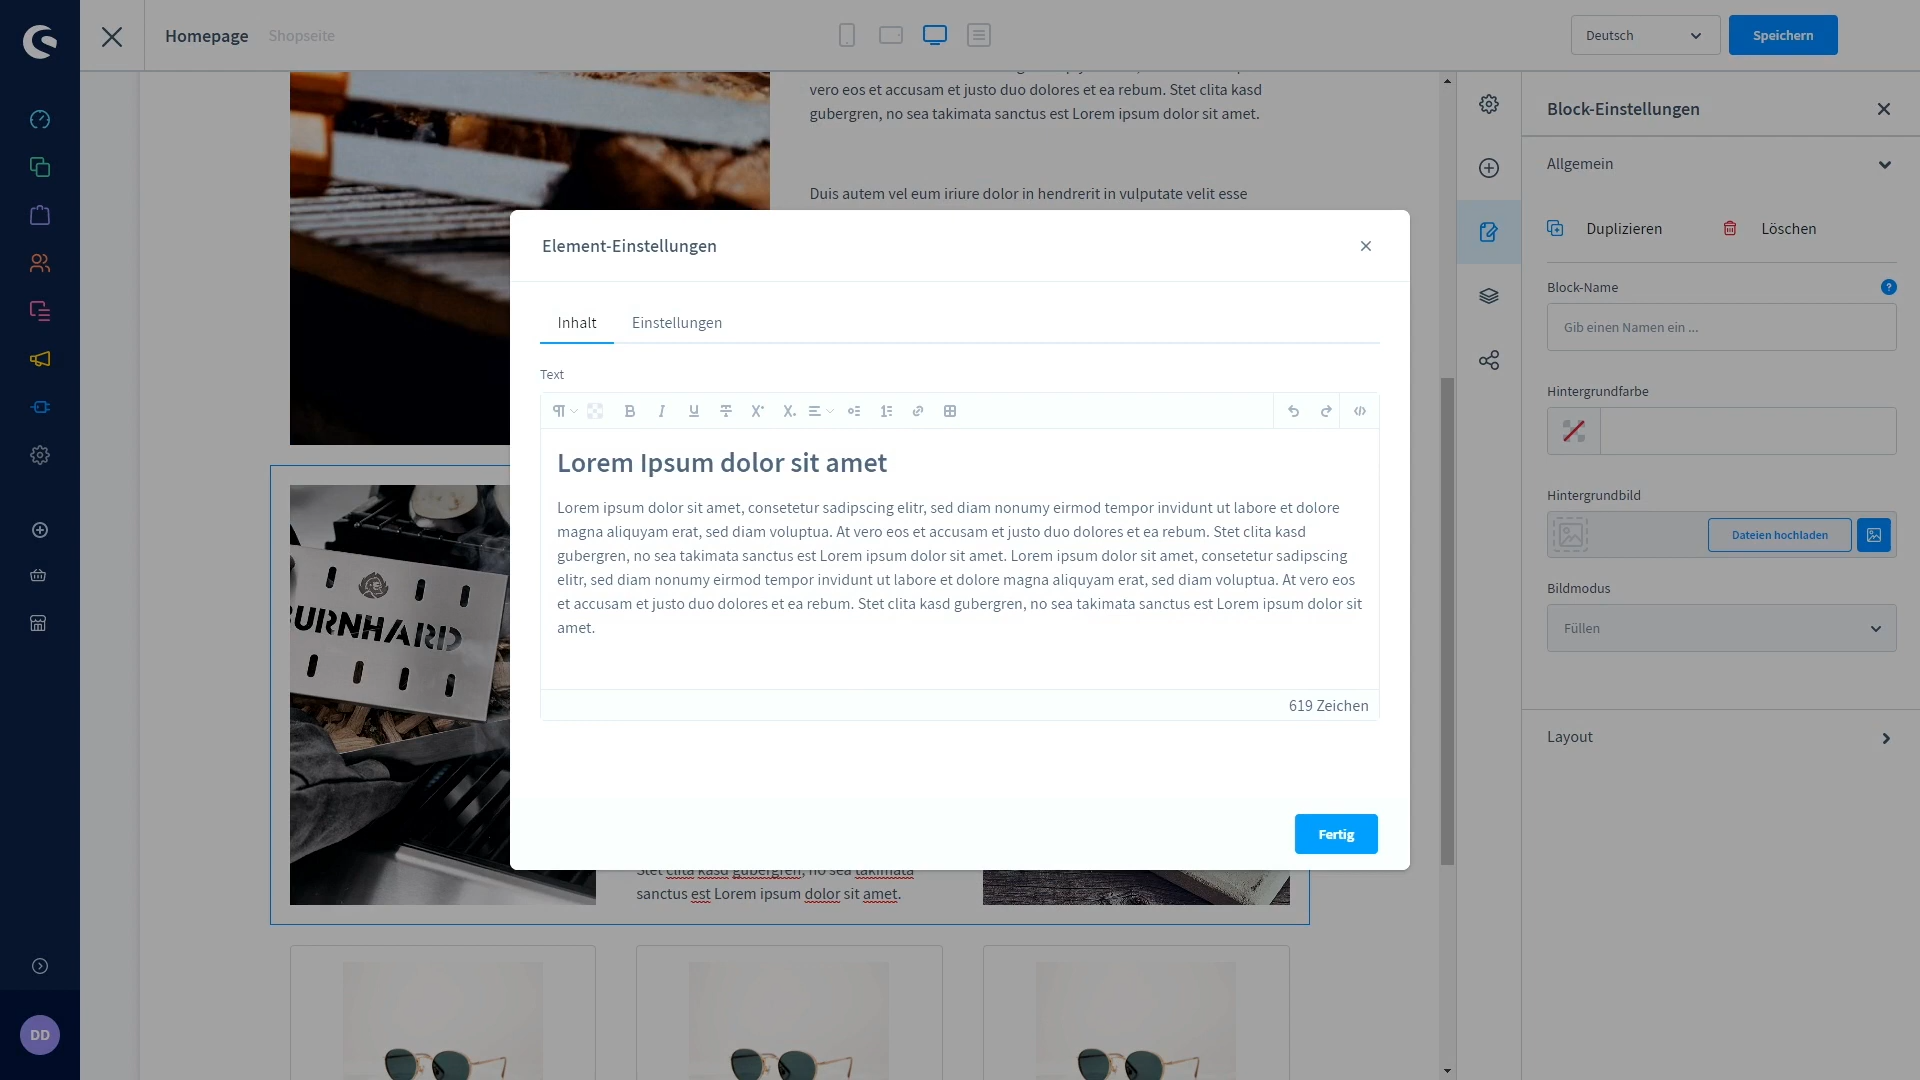 Homepage
Shopseite
Deutsch
Speichern
vero eos et accusam et justo duo dolores et ea rebum. Stet clita kasd
gubergren, no sea takimata sanctus est Lorem ipsum dolor sit amet.
Duis autem vel eum iriure dolor in hendrerit in vulputate velit esse
Element-Einstellungen
Inhalt
Einstellungen
Text
Lorem Ipsum dolor sit amet
Lorem ipsum dolor sit amet, consetetur sadipscing elitr, sed diam nonumy eirmod tempor invidunt ut labore et dolore
magna aliquyam erat, sed diam voluptua. At vero eos et accusam et justo duo dolores et ea rebum. Stet clita kasd
gubergren, no sea takimata sanctus est Lorem ipsum dolor sit amet. Lorem ipsum dolor sit amet, consetetur sadipscing
elitr, sed diam nonumy eirmod tempor invidunt ut labore et dolore magna aliquyam erat, sed diam voluptua. At vero eos
et accusam et justo duo dolores et ea rebum. Stet clita kasd gubergren, no sea takimata sanctus est Lorem ipsum dolor sit
amet.
619 Zeichen
Fertig
BURNHARD
Stet clita kasd gubergren, no sea takimata
sanctus est Lorem ipsum dolor sit amet.
Block-Einstellungen
Allgemein
Duplizieren
Löschen
Block-Name
Gib einen Namen ein ...
Hintergrundfarbe
Hintergrundbild
Dateien hochladen
Bildmodus
Füllen
Layout
DD